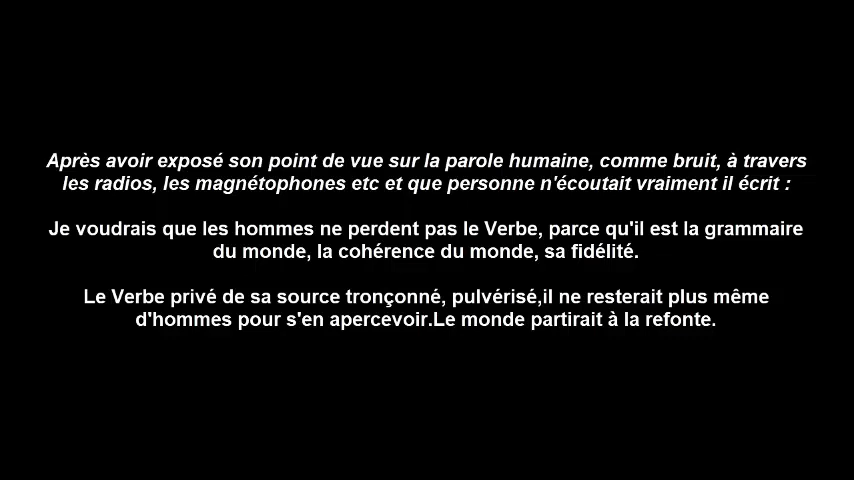 Après avoir exposé son point de vue sur la parole humaine, comme bruit, à travers
les radios, les magnétophones etc et que personne n'écoutait vraiment il écrit :
Je voudrais que les hommes ne perdent pas le Verbe, parce qu'il est la grammaire
du monde, la cohérence du monde, sa fidélité.
Le Verbe privé de sa source tronçonné, pulvérisé,il ne resterait plus même
d'hommes pour s'en apercevoir.Le monde partirait à la refonte.